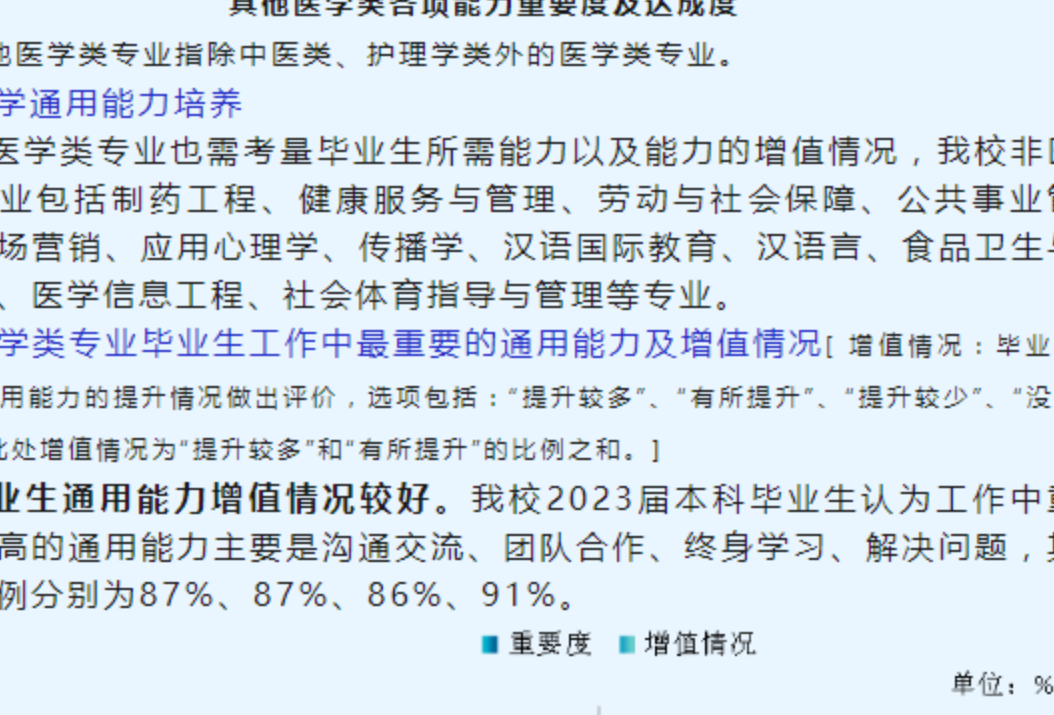 其他医学类各项能力重要度及达成度
他医学类专业指除中医类、护理学类外的医学类专业。
学通用能力培养
医学类专业也需考量毕业生所需能力以及能力的增值情况，我校非医
业包括制药工程、健康服务与管理、劳动与社会保障、公共事业管
场营销、应用心理学、传播学、汉语国际教育、汉语言、食品卫生与
、医学信息工程、社会体育指导与管理等专业。
学类专业毕业生工作中最重要的通用能力及增值情况[ 增值情况：毕业
用能力的提升情况做出评价，选项包括：“提升较多”、“有所提升”、“提升较少”、“没
此处增值情况为“提升较多”和“有所提升”的比例之和。]
业生通用能力增值情况较好。我校2023届本科毕业生认为工作中重
高的通用能力主要是沟通交流、团队合作、终身学习、解决问题，其
例分别为87%、87%、86%、91%。
重要度 增值情况
单位：%